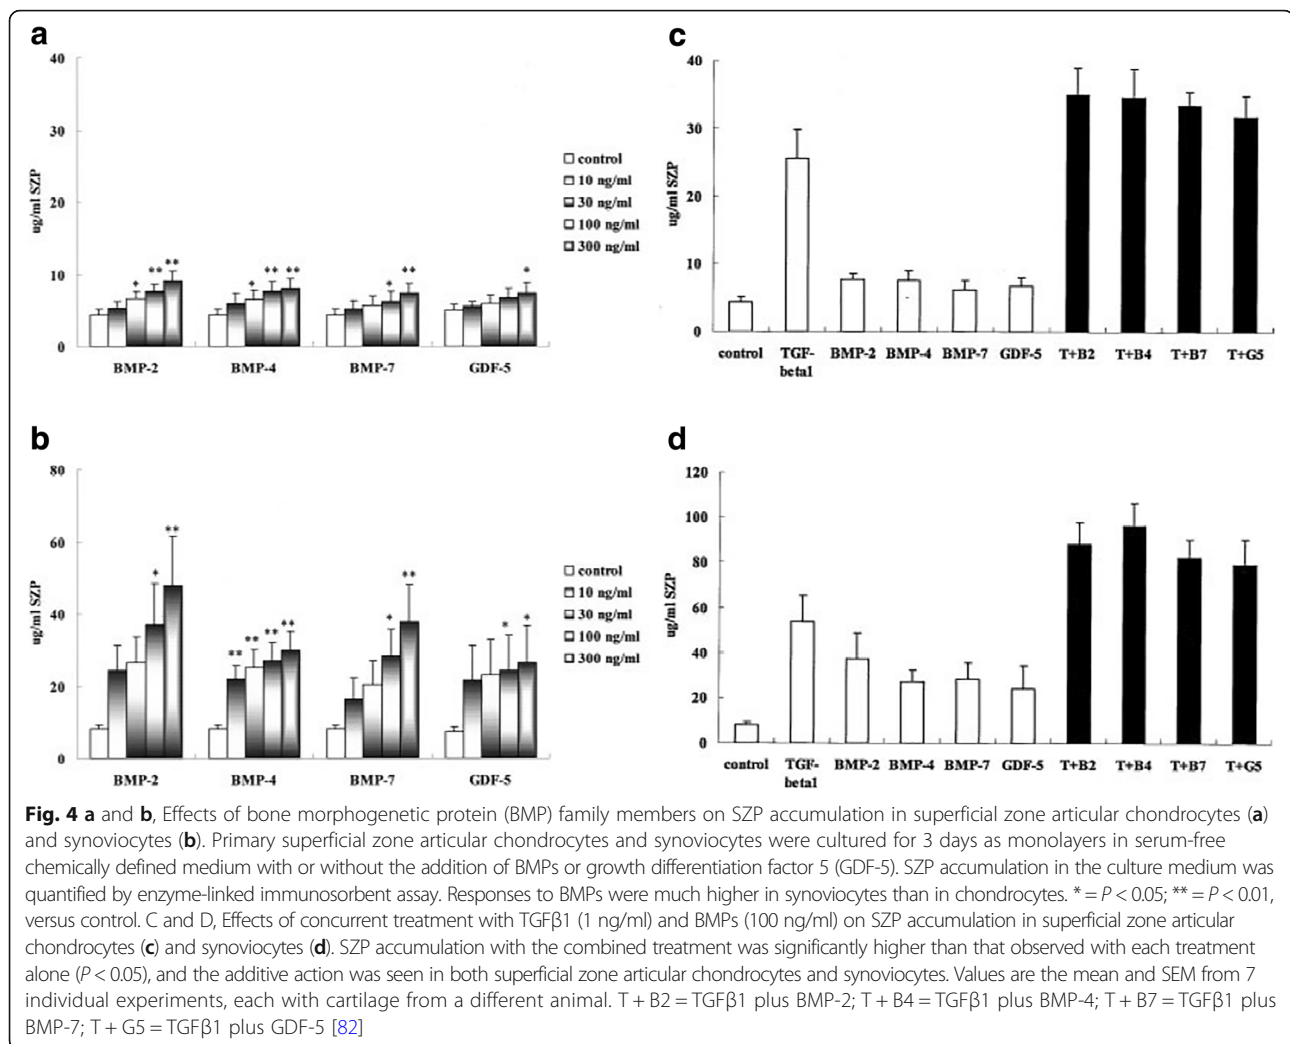 a
40
30
20
10
0
ug/ml SZP
control
10 ng/ml
30 ng/ml
100 ng/ml
300 ng/ml
* ** **
* ** **
* **
*
BMP-2 BMP-4 BMP-7 GDF-5
c
40
30
20
10
0
ug/ml SZP
control TGF-beta1 BMP-2 BMP-4 BMP-7 GDF-5 T+B2 T+B4 T+B7 T+G5
b
80
60
40
20
0
ug/ml SZP
control
10 ng/ml
30 ng/ml
100 ng/ml
300 ng/ml
* **
** ** ** **
* **
* *
BMP-2 BMP-4 BMP-7 GDF-5
d
120
100
80
60
40
20
0
ug/ml SZP
control TGF-beta1 BMP-2 BMP-4 BMP-7 GDF-5 T+B2 T+B4 T+B7 T+G5
Fig. 4 a and b, Effects of bone morphogenetic protein (BMP) family members on SZP accumulation in superficial zone articular chondrocytes (a)
and synoviocytes (b). Primary superficial zone articular chondrocytes and synoviocytes were cultured for 3 days as monolayers in serum-free
chemically defined medium with or without the addition of BMPs or growth differentiation factor 5 (GDF-5). SZP accumulation in the culture medium was
quantified by enzyme-linked immunosorbent assay. Responses to BMPs were much higher in synoviocytes than in chondrocytes. * = P < 0.05; ** = P < 0.01,
versus control. C and D, Effects of concurrent treatment with TGFβ1 (1 ng/ml) and BMPs (100 ng/ml) on SZP accumulation in superficial zone articular
chondrocytes (c) and synoviocytes (d). SZP accumulation with the combined treatment was significantly higher than that observed with each treatment
alone (P < 0.05), and the additive action was seen in both superficial zone articular chondrocytes and synoviocytes. Values are the mean and SEM from 7
individual experiments, each with cartilage from a different animal. T + B2 = TGFβ1 plus BMP-2; T + B4 = TGFβ1 plus BMP-4; T + B7 = TGFβ1 plus
BMP-7; T + G5 = TGFβ1 plus GDF-5 [82]